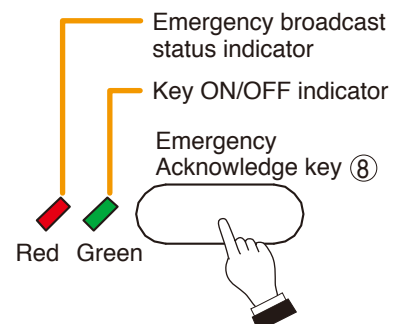 Emergency broadcast
status indicator
Key ON/OFF indicator
Emergency
Acknowledge key ⑧
Red Green